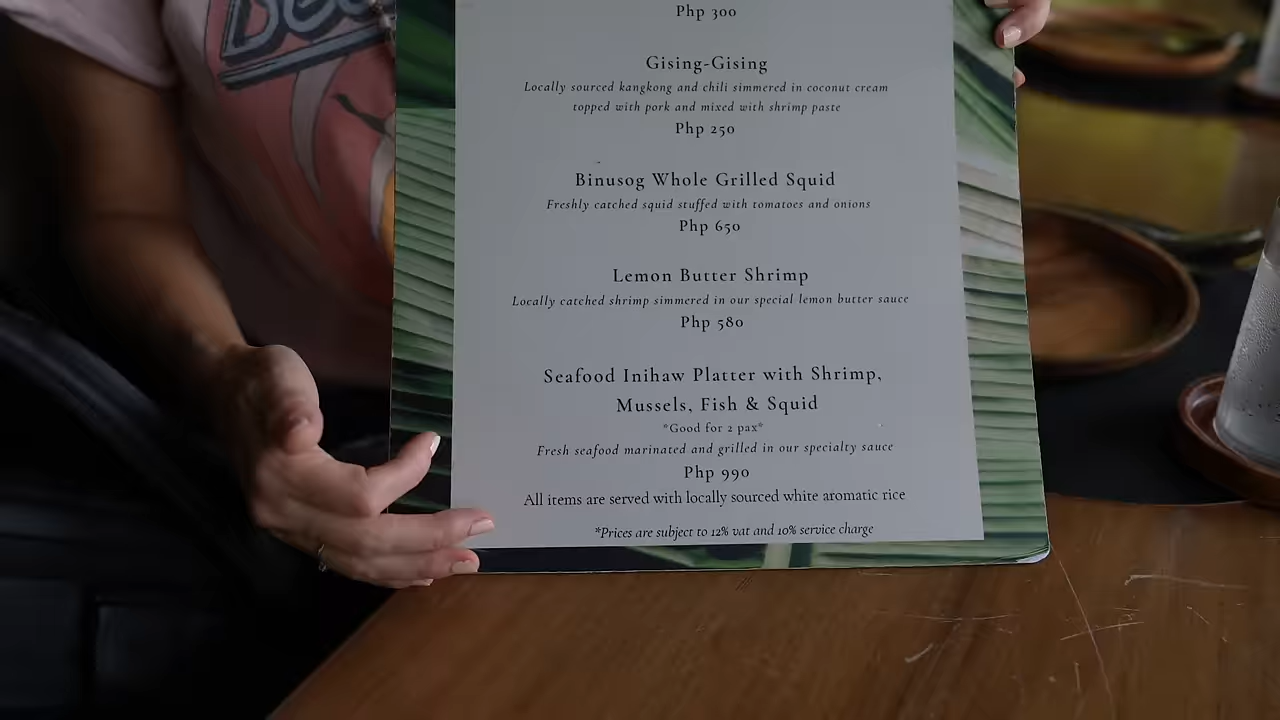 Php 300
Gising-Gising
Locally sourced kangkong and chili simmered in coconut cream
topped with pork and mixed with shrimp paste
Php 250
Binusog Whole Grilled Squid
Freshly catched squid stuffed with tomatoes and onions
Php 650
Lemon Butter Shrimp
Locally catched shrimp simmered in our special lemon butter sauce
Php 580
Seafood Inihaw Platter with Shrimp,
Mussels, Fish & Squid
*Good for 2 pax*
Fresh seafood marinated and grilled in our specialty sauce
Php 990
All items are served with locally sourced white aromatic rice
*Prices are subject to 12% vat and 10% service charge